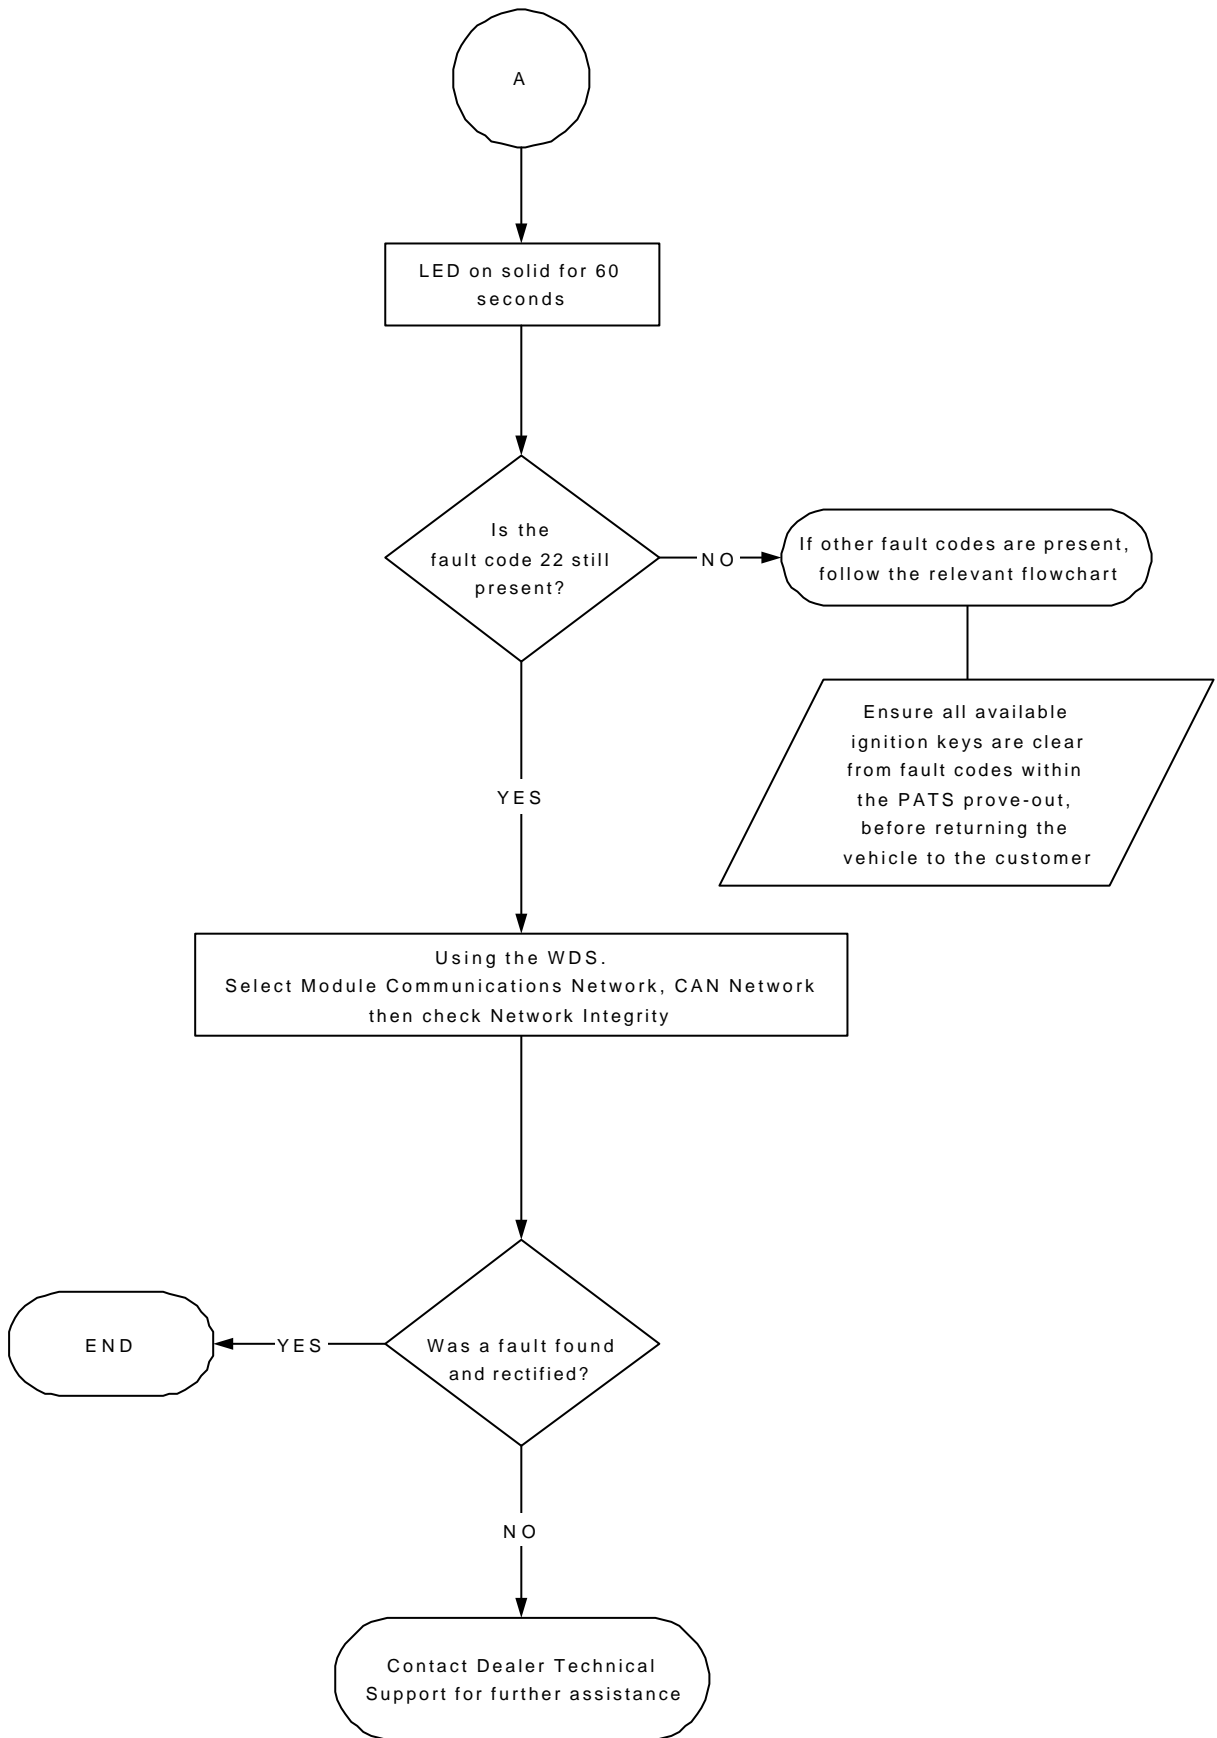 A
LED on solid for 60
seconds
Is the
fault code 22 still
present?
NO
If other fault codes are present,
follow the relevant flowchart
Ensure all available
ignition keys are clear
from fault codes within
the PATS prove-out,
before returning the
vehicle to the customer
YES
Using the WDS.
Select Module Communications Network, CAN Network
then check Network Integrity
Was a fault found
and rectified?
YES
END
NO
Contact Dealer Technical
Support for further assistance